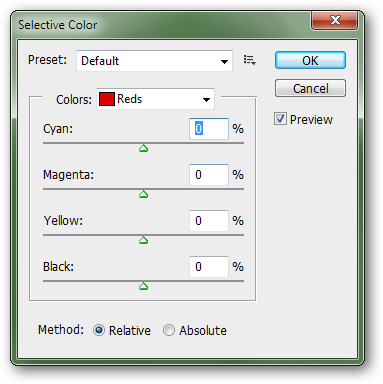 Selective Color
Preset: Default
OK
Cancel
Preview
Colors: Reds
Cyan: 0 %
Magenta: 0 %
Yellow: 0 %
Black: 0 %
Method: Relative Absolute